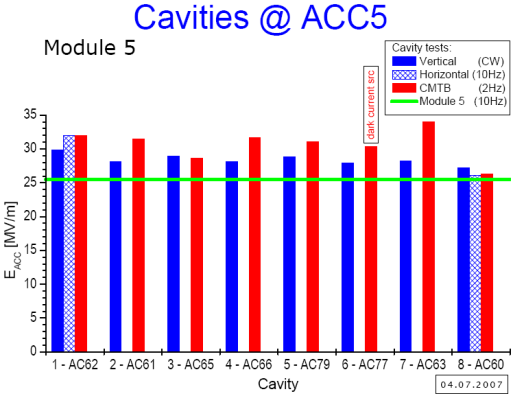 Cavities @ ACC5
Module 5
Cavity tests:
Vertical (CW)
Horizontal (10Hz)
CMTB (2Hz)
Module 5 (10Hz)
dark current src
E_ACC [MV/m]
35
30
25
20
15
10
5
0
1 - AC62 2 - AC61 3 - AC65 4 - AC66 5 - AC79 6 - AC77 7 - AC63 8 - AC60
Cavity
04.07.2007